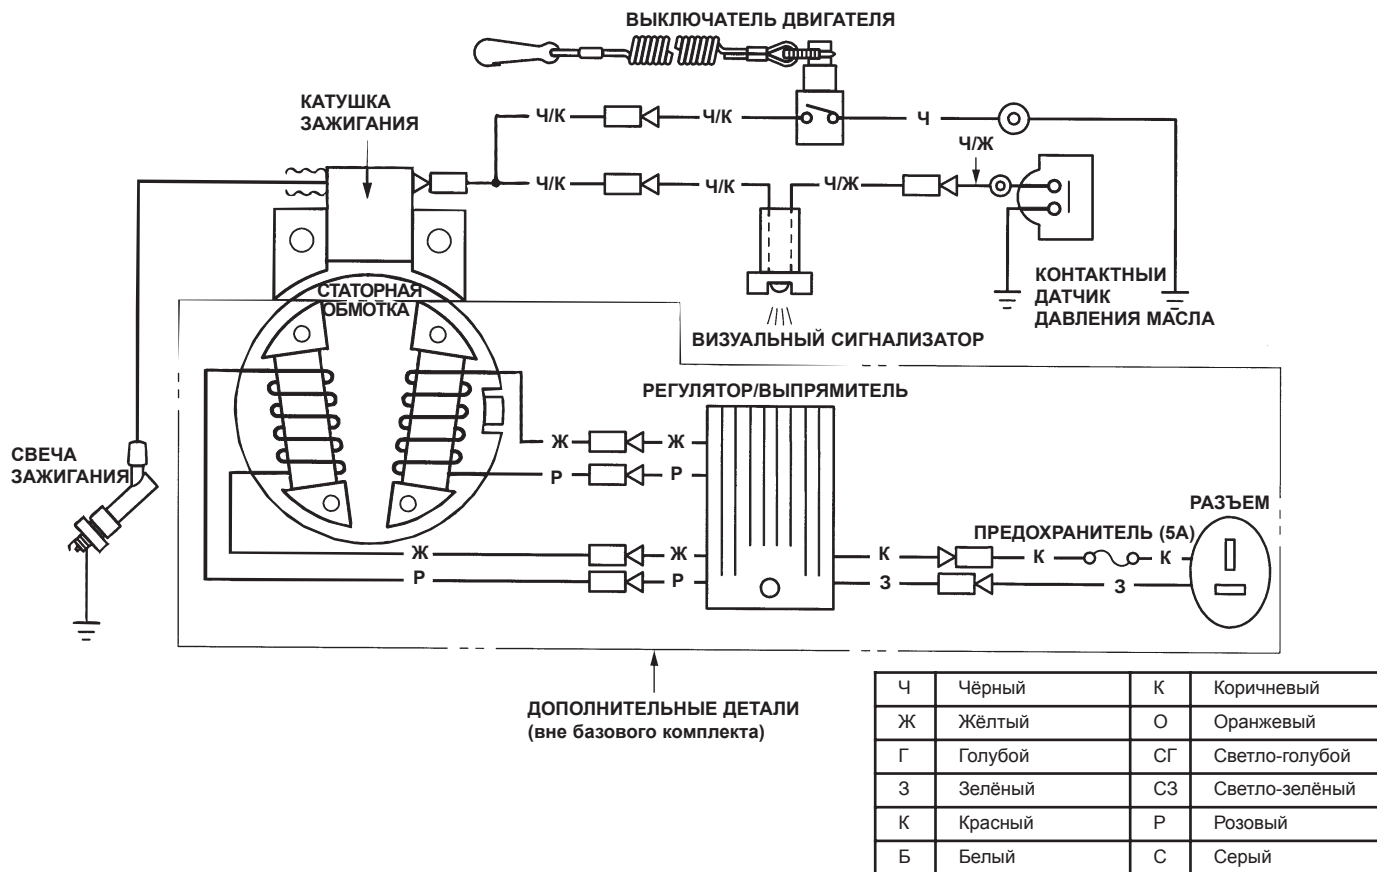 ВЫКЛЮЧАТЕЛЬ ДВИГАТЕЛЯ
КАТУШКА
ЗАЖИГАНИЯ
Ч/К
Ч/К
Ч
Ч/Ж
Ч/К
Ч/К
Ч/Ж
КОНТАКТНЫЙ
ДАТЧИК
ДАВЛЕНИЯ МАСЛА
СТАТОРНАЯ
ОБМОТКА
ВИЗУАЛЬНЫЙ СИГНАЛИЗАТОР
РЕГУЛЯТОР/ВЫПРЯМИТЕЛЬ
СВЕЧА
ЗАЖИГАНИЯ
Ж
Ж
Р
Р
РАЗЪЕМ
ПРЕДОХРАНИТЕЛЬ (5А)
Ж
Ж
К
К
К
Р
Р
З
З
ДОПОЛНИТЕЛЬНЫЕ ДЕТАЛИ
(вне базового комплекта)
Ч Чёрный К Коричневый
Ж Жёлтый О Оранжевый
Г Голубой СГ Светло-голубой
З Зелёный СЗ Светло-зелёный
К Красный Р Розовый
Б Белый С Серый